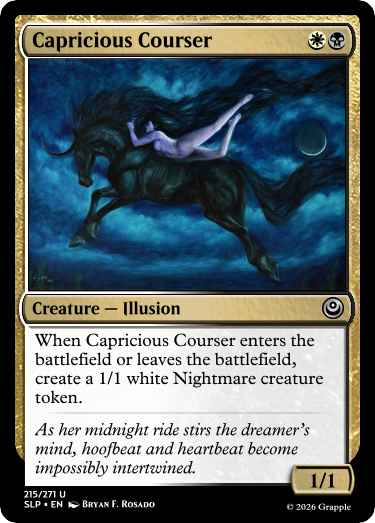 Capricious Courser
Creature — Illusion
When Capricious Courser enters the
battlefield or leaves the battlefield,
create a 1/1 white Nightmare creature
token.
As her midnight ride stirs the dreamer's
mind, hoofbeat and heartbeat become
impossibly intertwined.
1/1
215/271 U
SLP • EN Bryan F. Rosado
© 2026 Grapple